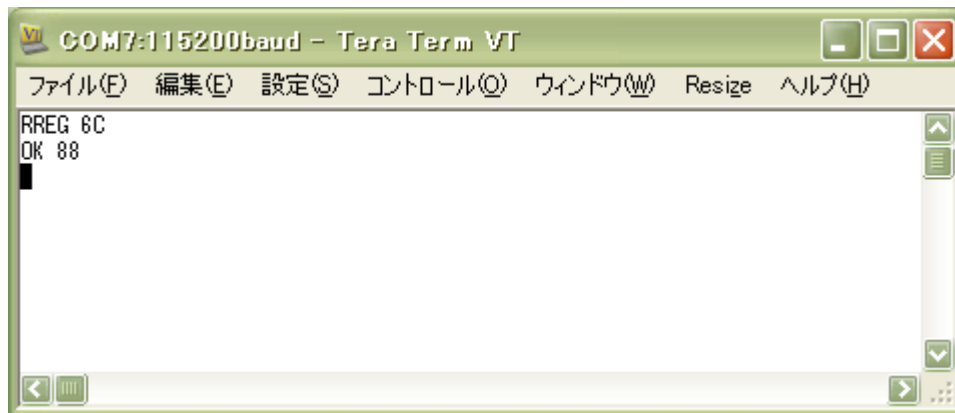 COM7:115200baud - Tera Term VT
ファイル(F) 編集(E) 設定(S) コントロール(O) ウィンドウ(W) Resize ヘルプ(H)
RREG 6C
OK 88